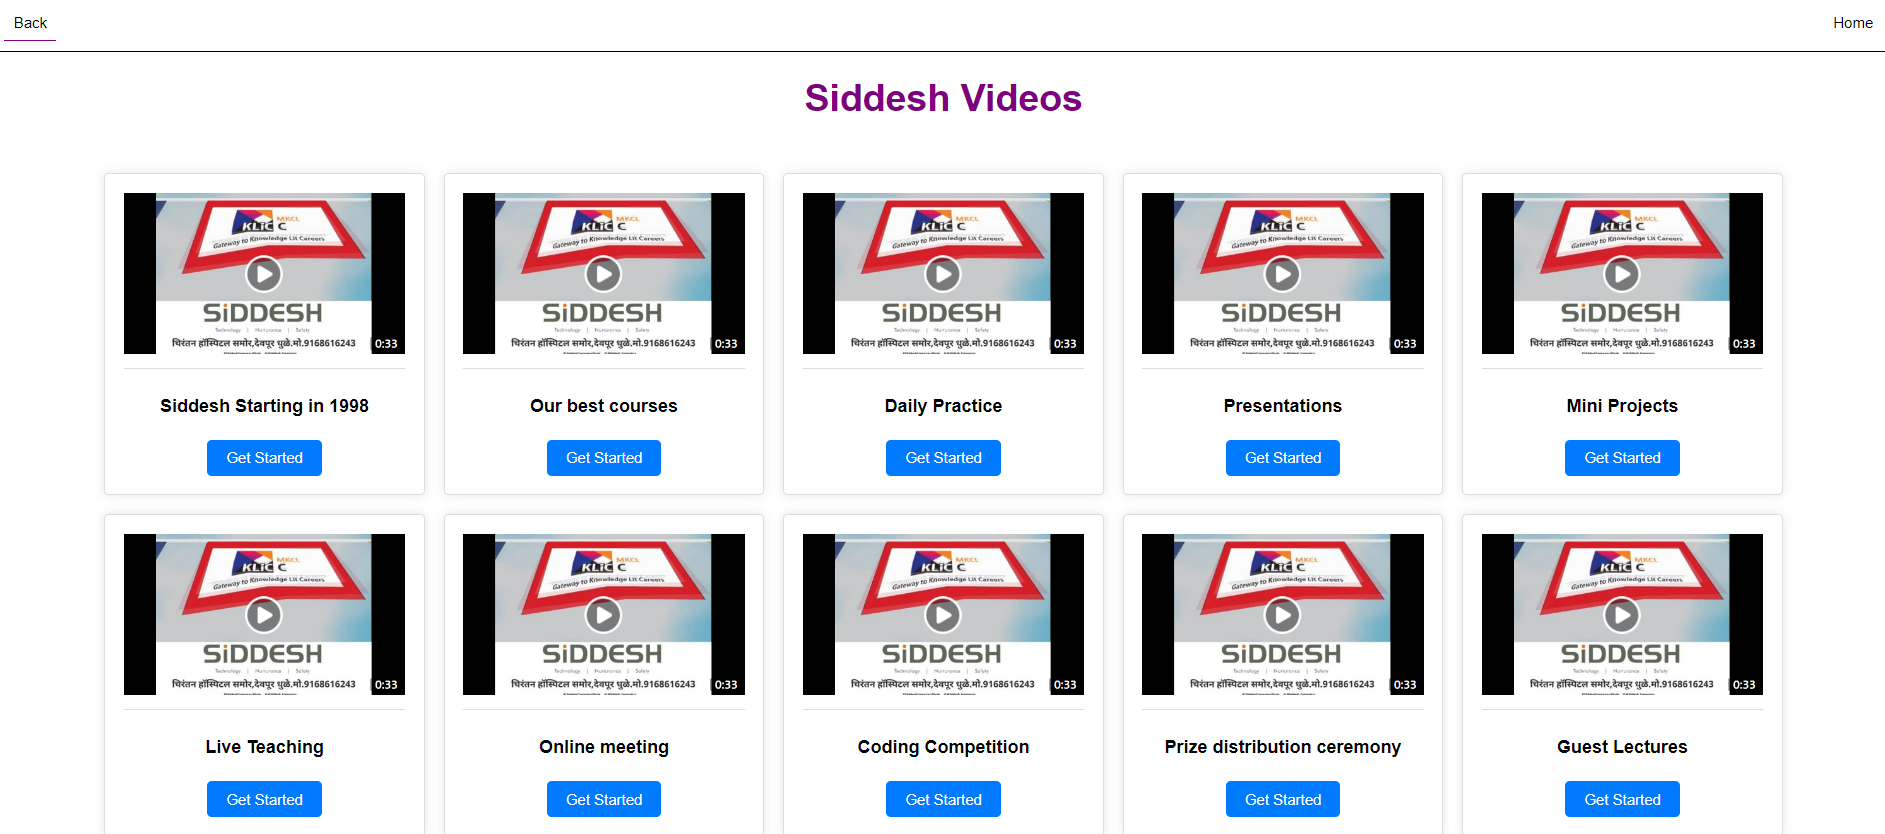 Back
Home
Siddesh Videos
MKCL
KLiC C
Gateway to Knowledge Lit Careers
SiDDESH
Technology | Nurturance | Safety
चिरंतन हॉस्पिटल समोर,देवपूर धुळे.मो.9168616243
0:33
MKCL
KLiC C
Gateway to Knowledge Lit Careers
SiDDESH
Technology | Nurturance | Safety
चिरंतन हॉस्पिटल समोर,देवपूर धुळे.मो.9168616243
0:33
MKCL
KLiC C
Gateway to Knowledge Lit Careers
SiDDESH
Technology | Nurturance | Safety
चिरंतन हॉस्पिटल समोर,देवपूर धुळे.मो.9168616243
0:33
MKCL
KLiC C
Gateway to Knowledge Lit Careers
SiDDESH
Technology | Nurturance | Safety
चिरंतन हॉस्पिटल समोर,देवपूर धुळे.मो.9168616243
0:33
MKCL
KLiC C
Gateway to Knowledge Lit Careers
SiDDESH
Technology | Nurturance | Safety
चिरंतन हॉस्पिटल समोर,देवपूर धुळे.मो.9168616243
0:33
Siddesh Starting in 1998
Our best courses
Daily Practice
Presentations
Mini Projects
Get Started
Get Started
Get Started
Get Started
Get Started
MKCL
KLiC C
Gateway to Knowledge Lit Careers
SiDDESH
Technology | Nurturance | Safety
चिरंतन हॉस्पिटल समोर,देवपूर धुळे.मो.9168616243
0:33
MKCL
KLiC C
Gateway to Knowledge Lit Careers
SiDDESH
Technology | Nurturance | Safety
चिरंतन हॉस्पिटल समोर,देवपूर धुळे.मो.9168616243
0:33
MKCL
KLiC C
Gateway to Knowledge Lit Careers
SiDDESH
Technology | Nurturance | Safety
चिरंतन हॉस्पिटल समोर,देवपूर धुळे.मो.9168616243
0:33
MKCL
KLiC C
Gateway to Knowledge Lit Careers
SiDDESH
Technology | Nurturance | Safety
चिरंतन हॉस्पिटल समोर,देवपूर धुळे.मो.9168616243
0:33
MKCL
KLiC C
Gateway to Knowledge Lit Careers
SiDDESH
Technology | Nurturance | Safety
चिरंतन हॉस्पिटल समोर,देवपूर धुळे.मो.9168616243
0:33
Live Teaching
Online meeting
Coding Competition
Prize distribution ceremony
Guest Lectures
Get Started
Get Started
Get Started
Get Started
Get Started